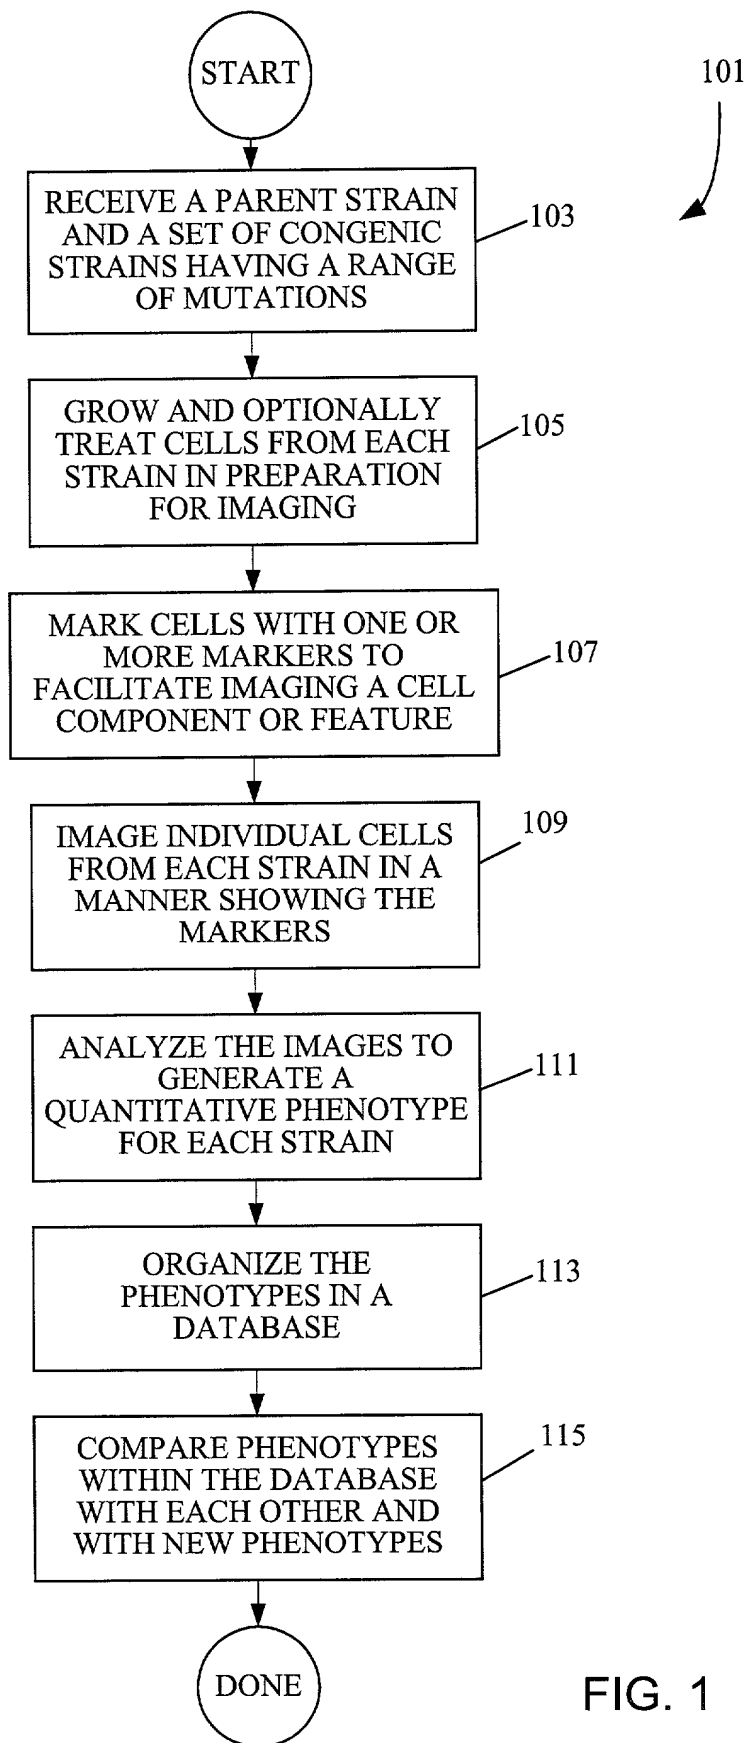 START
101
RECEIVE A PARENT STRAIN
AND A SET OF CONGENIC
STRAINS HAVING A RANGE
OF MUTATIONS
103
GROW AND OPTIONALLY
TREAT CELLS FROM EACH
STRAIN IN PREPARATION
FOR IMAGING
105
MARK CELLS WITH ONE OR
MORE MARKERS TO
FACILITATE IMAGING A CELL
COMPONENT OR FEATURE
107
IMAGE INDIVIDUAL CELLS
FROM EACH STRAIN IN A
MANNER SHOWING THE
MARKERS
109
ANALYZE THE IMAGES TO
GENERATE A
QUANTITATIVE PHENOTYPE
FOR EACH STRAIN
111
ORGANIZE THE
PHENOTYPES IN A
DATABASE
113
COMPARE PHENOTYPES
WITHIN THE DATABASE
WITH EACH OTHER AND
WITH NEW PHENOTYPES
115
DONE
FIG. 1